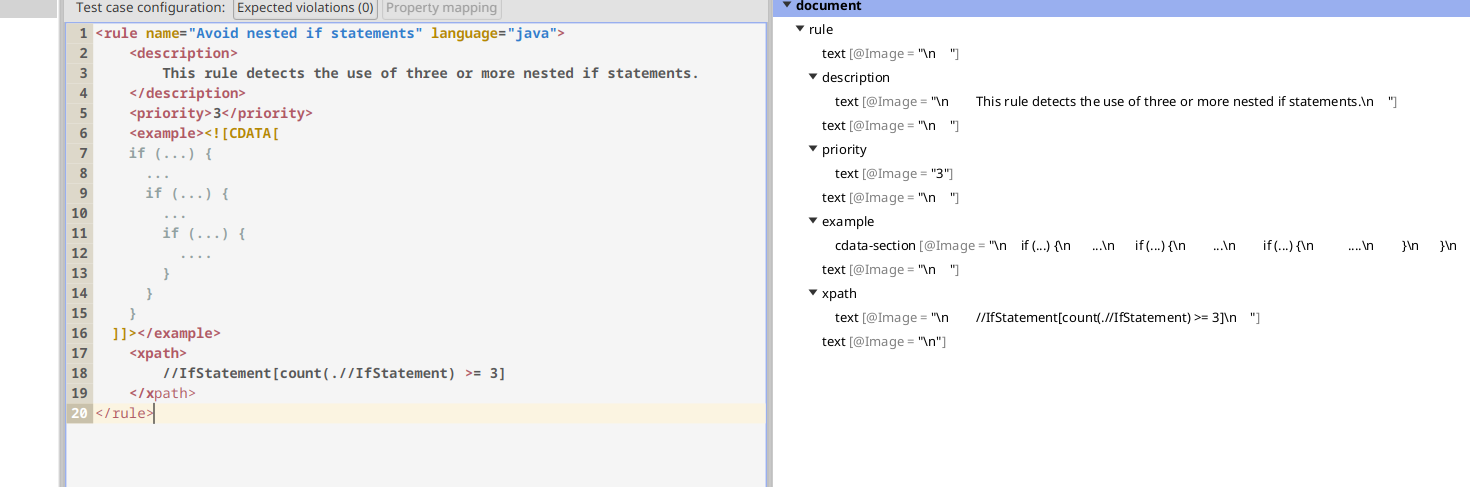 Test case configuration: Expected violations (0) Property mapping
1 <rule name="Avoid nested if statements" language="java">
2     <description>
3         This rule detects the use of three or more nested if statements.
4     </description>
5     <priority>3</priority>
6     <example><![CDATA[
7     if (...) {
8       ...
9       if (...) {
10         ...
11         if (...) {
12           ....
13         }
14       }
15     }
16   ]]></example>
17     <xpath>
18         //IfStatement[count(.//IfStatement) >= 3]
19     </xpath>
20 </rule>
document
rule
text [@Image = "\n    "]
description
text [@Image = "\n        This rule detects the use of three or more nested if statements.\n    "]
text [@Image = "\n    "]
priority
text [@Image = "3"]
text [@Image = "\n    "]
example
cdata-section [@Image = "\n    if (...) {\n      ...\n      if (...) {\n        ...\n        if (...) {\n          ....\n        }\n      }\n
text [@Image = "\n    "]
xpath
text [@Image = "\n        //IfStatement[count(.//IfStatement) >= 3]\n    "]
text [@Image = "\n"]